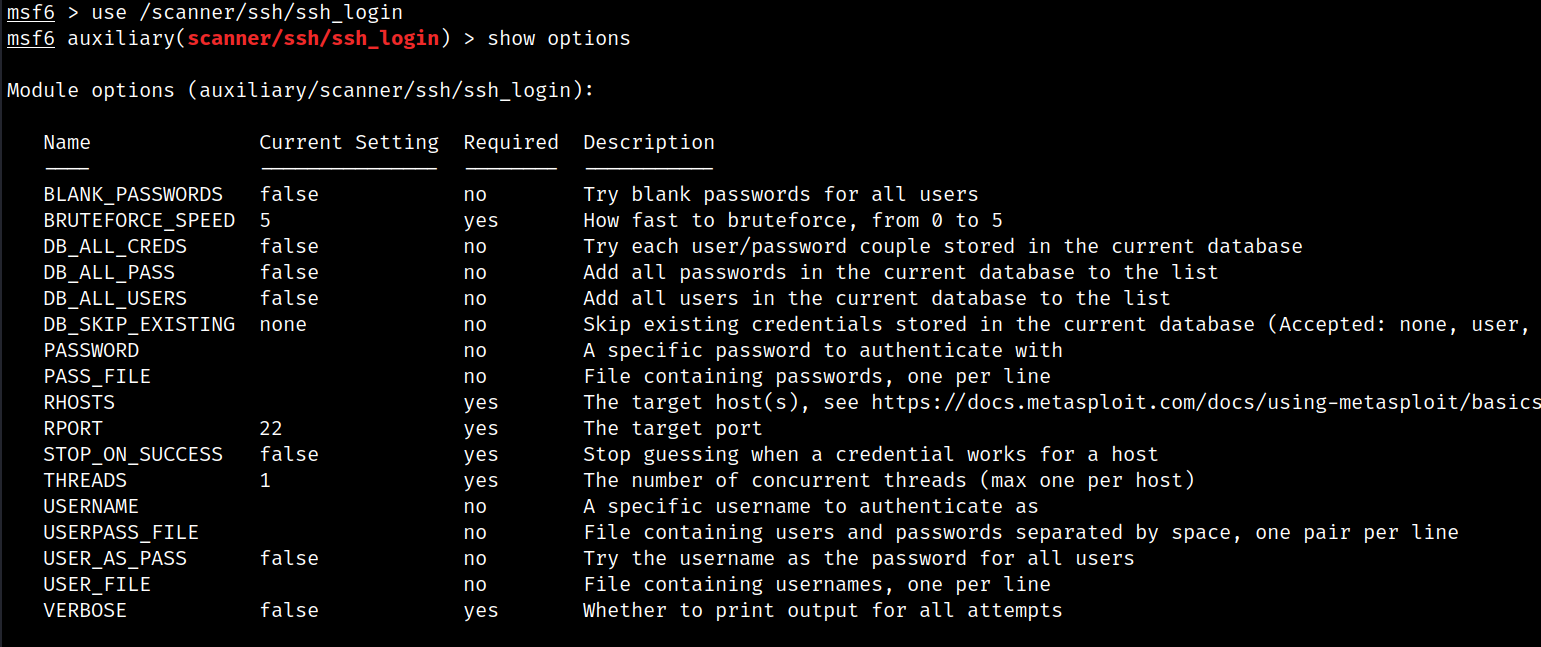 msf6 > use /scanner/ssh/ssh_login
msf6 auxiliary(scanner/ssh/ssh_login) > show options
Module options (auxiliary/scanner/ssh/ssh_login):
Name Current Setting Required Description
BLANK_PASSWORDS false no Try blank passwords for all users
BRUTEFORCE_SPEED 5 yes How fast to bruteforce, from 0 to 5
DB_ALL_CREDS false no Try each user/password couple stored in the current database
DB_ALL_PASS false no Add all passwords in the current database to the list
DB_ALL_USERS false no Add all users in the current database to the list
DB_SKIP_EXISTING none no Skip existing credentials stored in the current database (Accepted: none, user,
PASSWORD no A specific password to authenticate with
PASS_FILE no File containing passwords, one per line
RHOSTS yes The target host(s), see https://docs.metasploit.com/docs/using-metasploit/basics
RPORT 22 yes The target port
STOP_ON_SUCCESS false yes Stop guessing when a credential works for a host
THREADS 1 yes The number of concurrent threads (max one per host)
USERNAME no A specific username to authenticate as
USERPASS_FILE no File containing users and passwords separated by space, one pair per line
USER_AS_PASS false no Try the username as the password for all users
USER_FILE no File containing usernames, one per line
VERBOSE false yes Whether to print output for all attempts